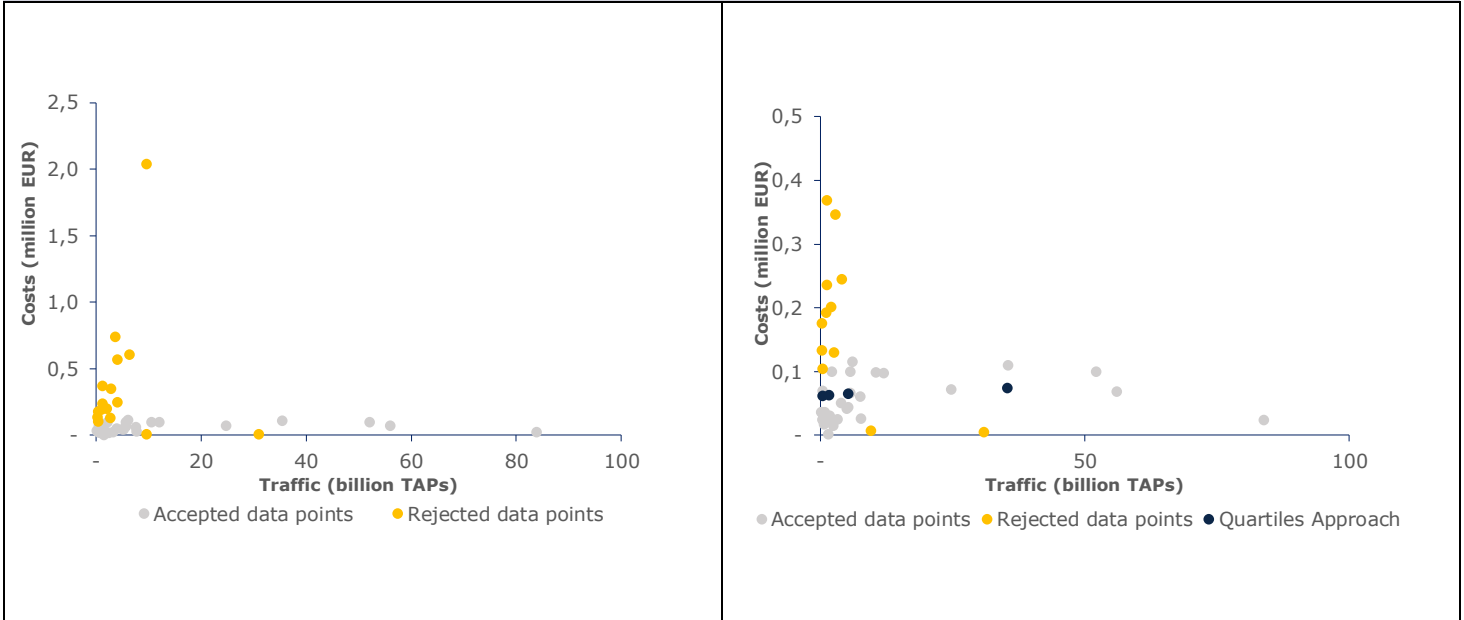 2,5
2,0
1,5
1,0
0,5
-
Costs (million EUR)
- 20 40 60 80 100
Traffic (billion TAPs)
Accepted data points Rejected data points
0,5
0,4
0,3
0,2
0,1
-
Costs (million EUR)
- 50 100
Traffic (billion TAPs)
Accepted data points Rejected data points Quartiles Approach